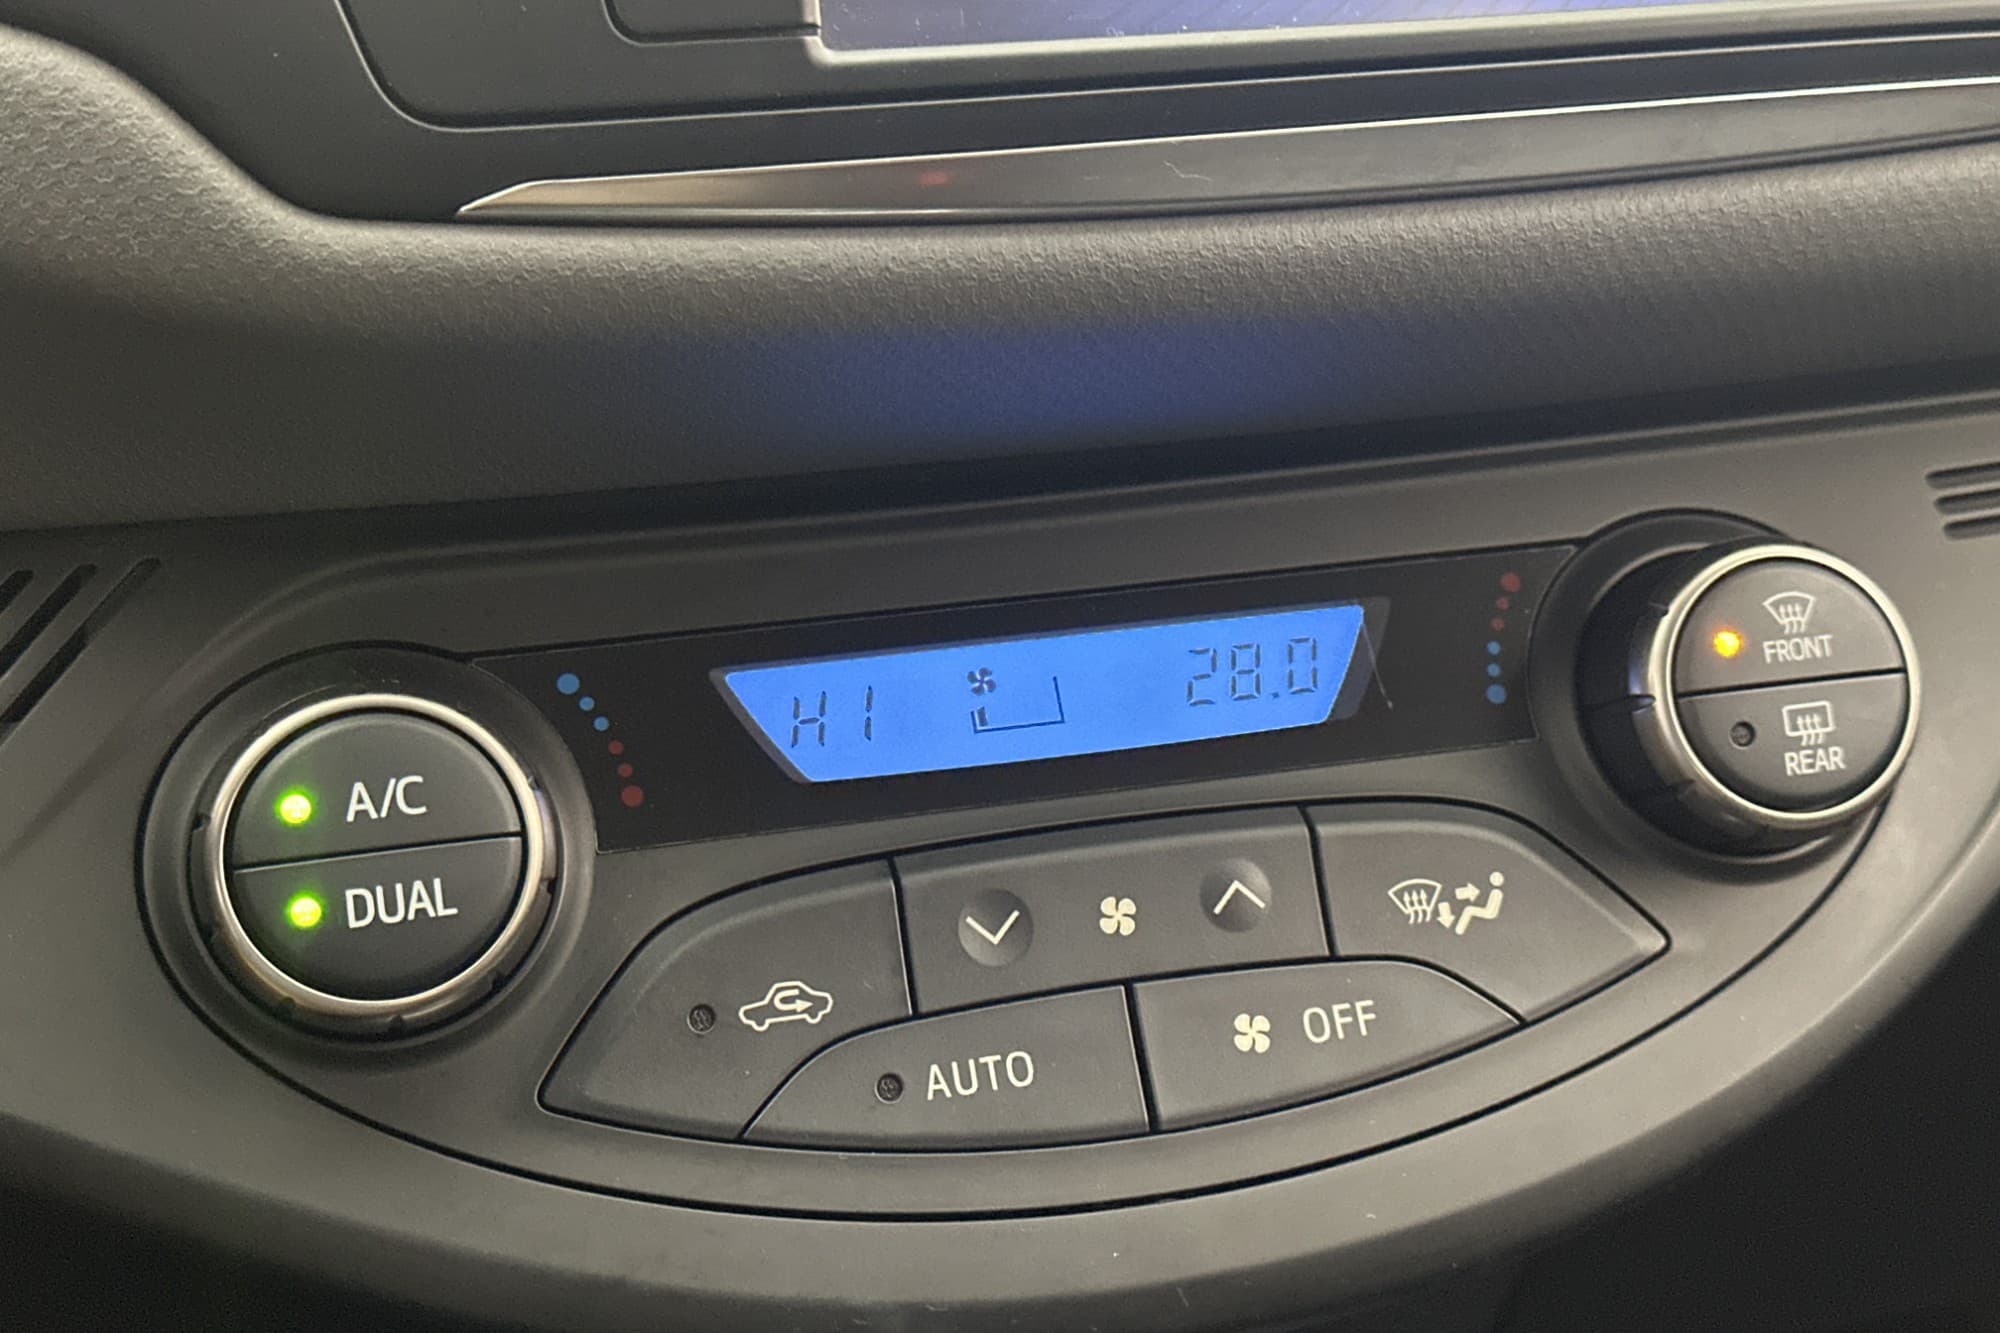 HI 28.0
FRONT
REAR
A/C
DUAL
OFF
AUTO